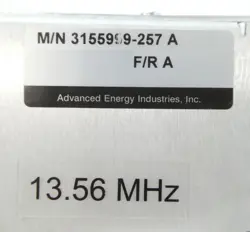 M/N 3155999-257 A
F/R A
Advanced Energy Industries, Inc.
13.56 MHz